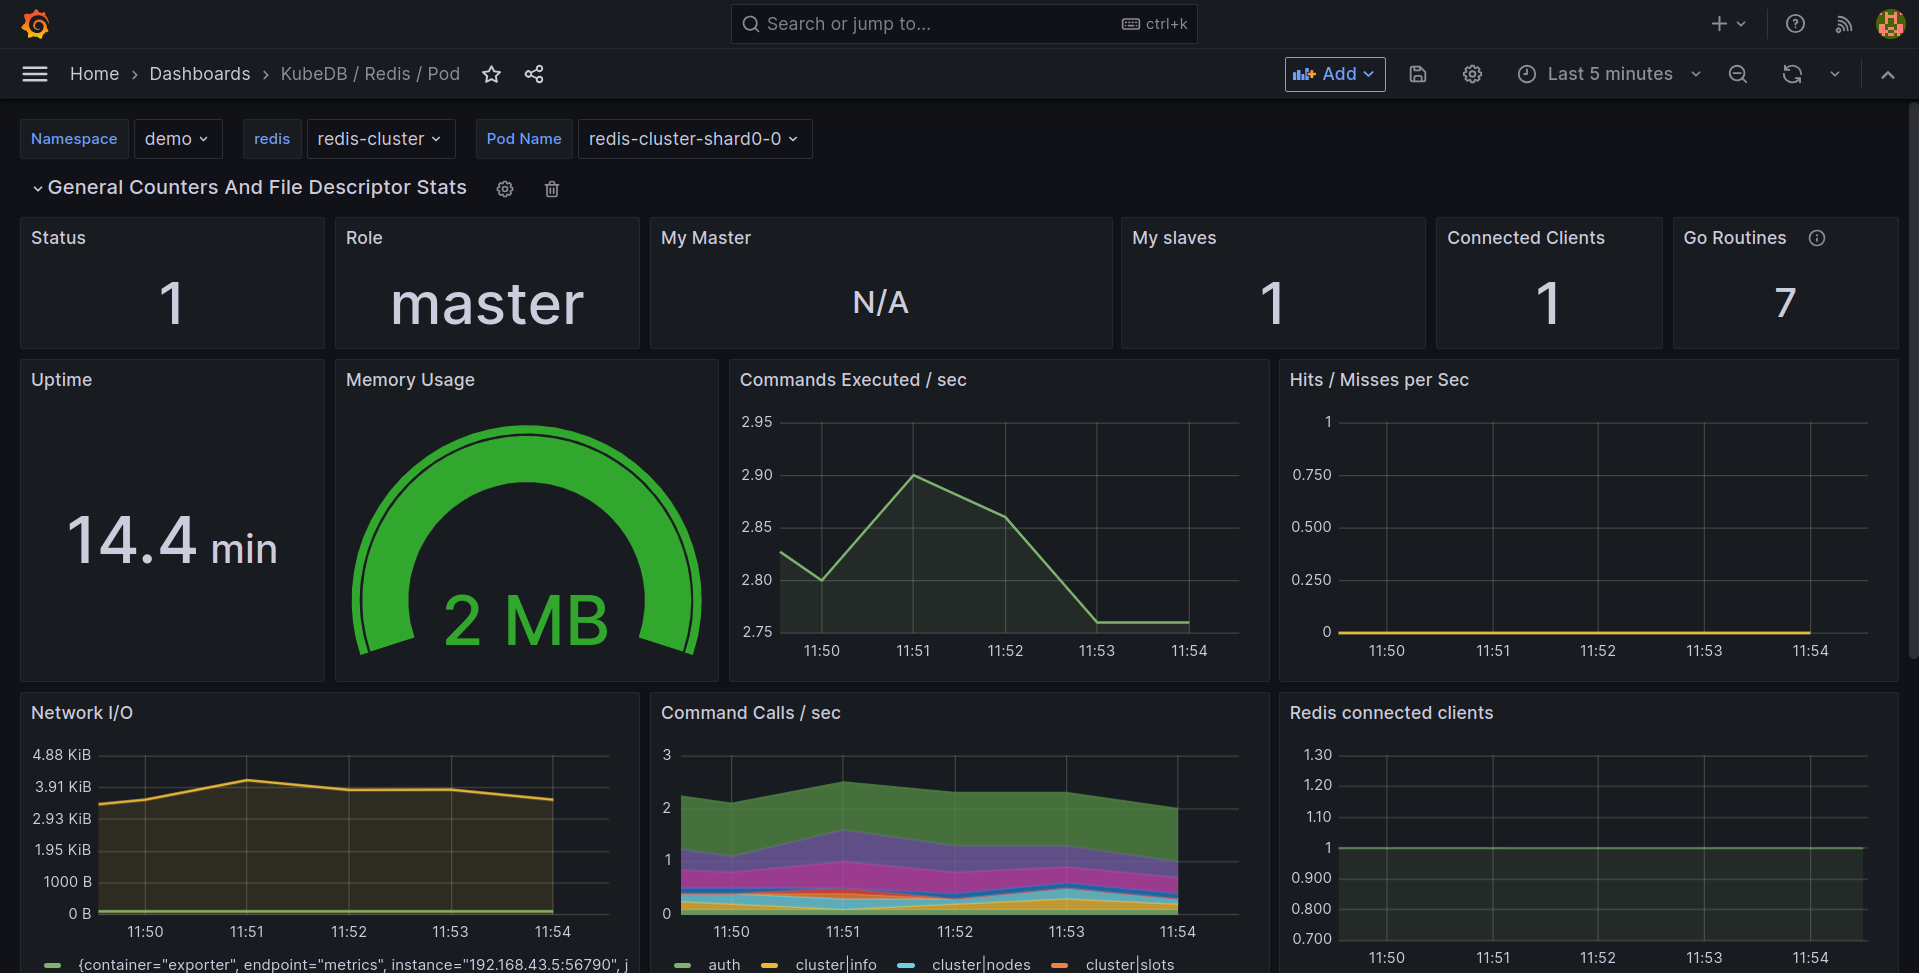 Search or jump to... ctrl+k
Home › Dashboards › KubeDB / Redis / Pod
Add
Last 5 minutes
Namespace demo redis redis-cluster Pod Name redis-cluster-shard0-0
General Counters And File Descriptor Stats
Status
1
Role
master
My Master
N/A
My slaves
1
Connected Clients
1
Go Routines
7
Uptime
14.4 min
Memory Usage
2 MB
Commands Executed / sec
2.95
2.90
2.85
2.80
2.75
11:50 11:51 11:52 11:53 11:54
Hits / Misses per Sec
1
0.750
0.500
0.250
0
11:50 11:51 11:52 11:53 11:54
Network I/O
4.88 KiB
3.91 KiB
2.93 KiB
1.95 KiB
1000 B
0 B
11:50 11:51 11:52 11:53 11:54
{container="exporter", endpoint="metrics", instance="192.168.43.5:56790", j
Command Calls / sec
3
2
1
0
11:50 11:51 11:52 11:53 11:54
auth cluster|info cluster|nodes cluster|slots
Redis connected clients
1.30
1.20
1.10
1
0.900
0.800
0.700
11:50 11:51 11:52 11:53 11:54